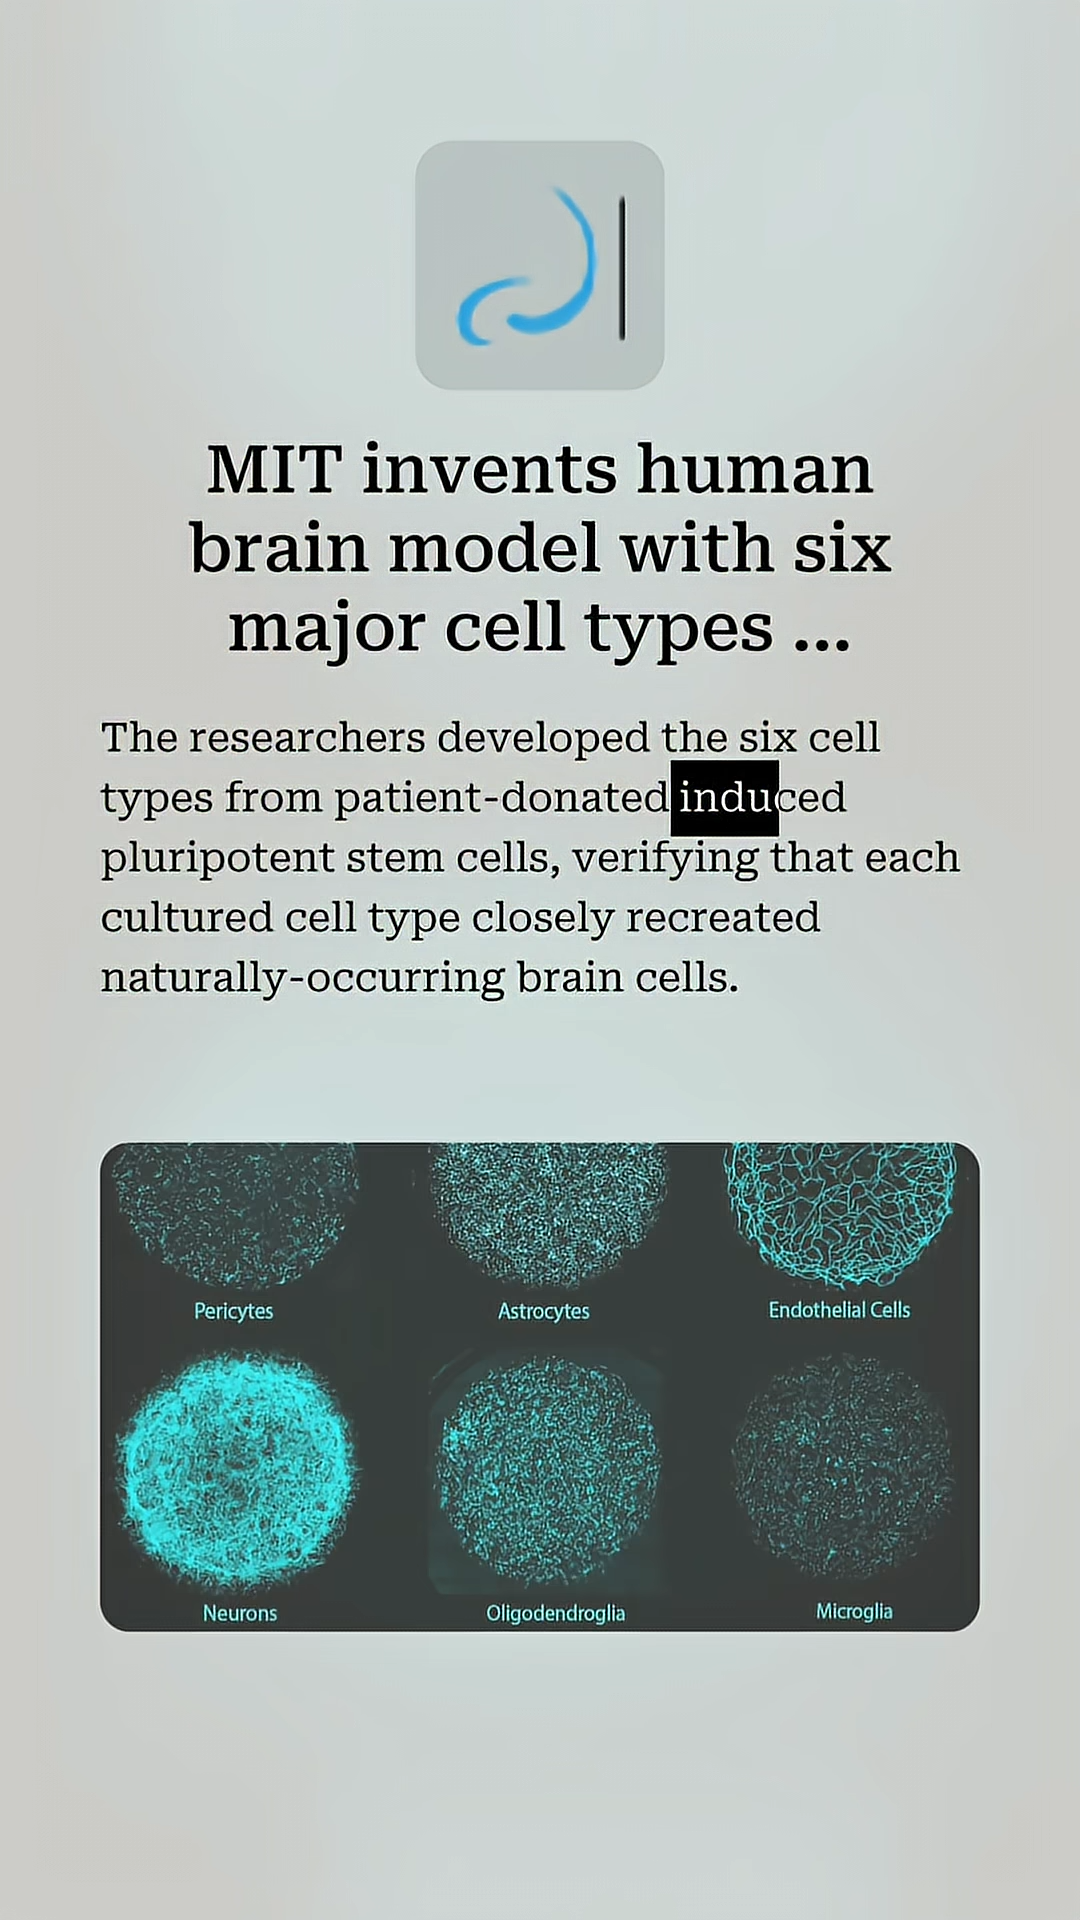 MIT invents human
brain model with six
major cell types ...
The researchers developed the six cell
types from patient-donated induced
pluripotent stem cells, verifying that each
cultured cell type closely recreated
naturally-occurring brain cells.
Pericytes
Astrocytes
Endothelial Cells
Neurons
Oligodendroglia
Microglia